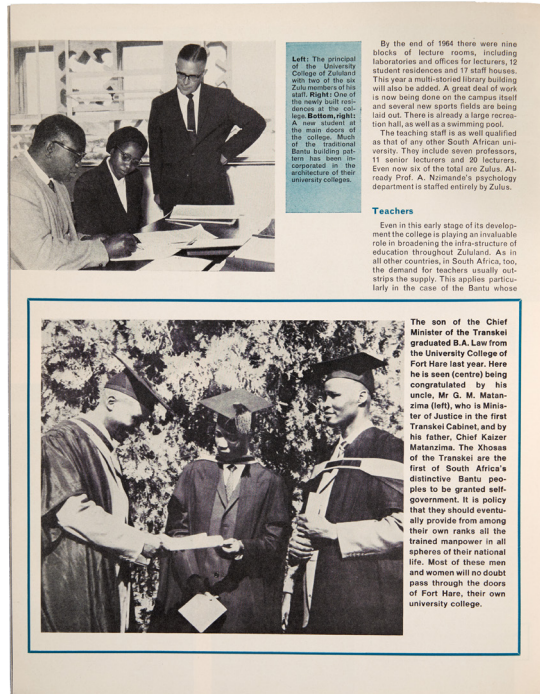 Left: The principal
of the University
College of Zululand
with two of the six
Zulu members of his
staff. Right: One of
the newly built resi-
dences at the col-
lege. Bottom, right:
A new student at
the main doors of
the college. Much
of the traditional
Bantu building pat-
tern has been in-
corporated in the
architecture of their
university colleges.
By the end of 1964 there were nine
blocks of lecture rooms, including
laboratories and offices for lecturers, 12
student residences and 17 staff houses.
This year a multi-storied library building
will also be added. A great deal of work
is now being done on the campus itself
and several new sports fields are being
laid out. There is already a large recrea-
tion hall, as well as a swimming pool.
The teaching staff is as well qualified
as that of any other South African uni-
versity. They include seven professors,
11 senior lecturers and 20 lecturers.
Even now six of the total are Zulus. Al-
ready Prof. A. Nzimande's psychology
department is staffed entirely by Zulus.
Teachers
Even in this early stage of its develop-
ment the college is playing an invaluable
role in broadening the infra-structure of
education throughout Zululand. As in
all other countries, in South Africa, too,
the demand for teachers usually out-
strips the supply. This applies particu-
larly in the case of the Bantu whose
The son of the Chief
Minister of the Transkei
graduated B.A. Law from
the University College of
Fort Hare last year. Here
he is seen (centre) being
congratulated by his
uncle, Mr G. M. Matan-
zima (left), who is Minis-
ter of Justice in the first
Transkei Cabinet, and by
his father, Chief Kaizer
Matanzima. The Xhosas
of the Transkei are the
first of South Africa's
distinctive Bantu peo-
ples to be granted self-
government. It is policy
that they should eventu-
ally provide from among
their own ranks all the
trained manpower in all
spheres of their national
life. Most of these men
and women will no doubt
pass through the doors
of Fort Hare, their own
university college.